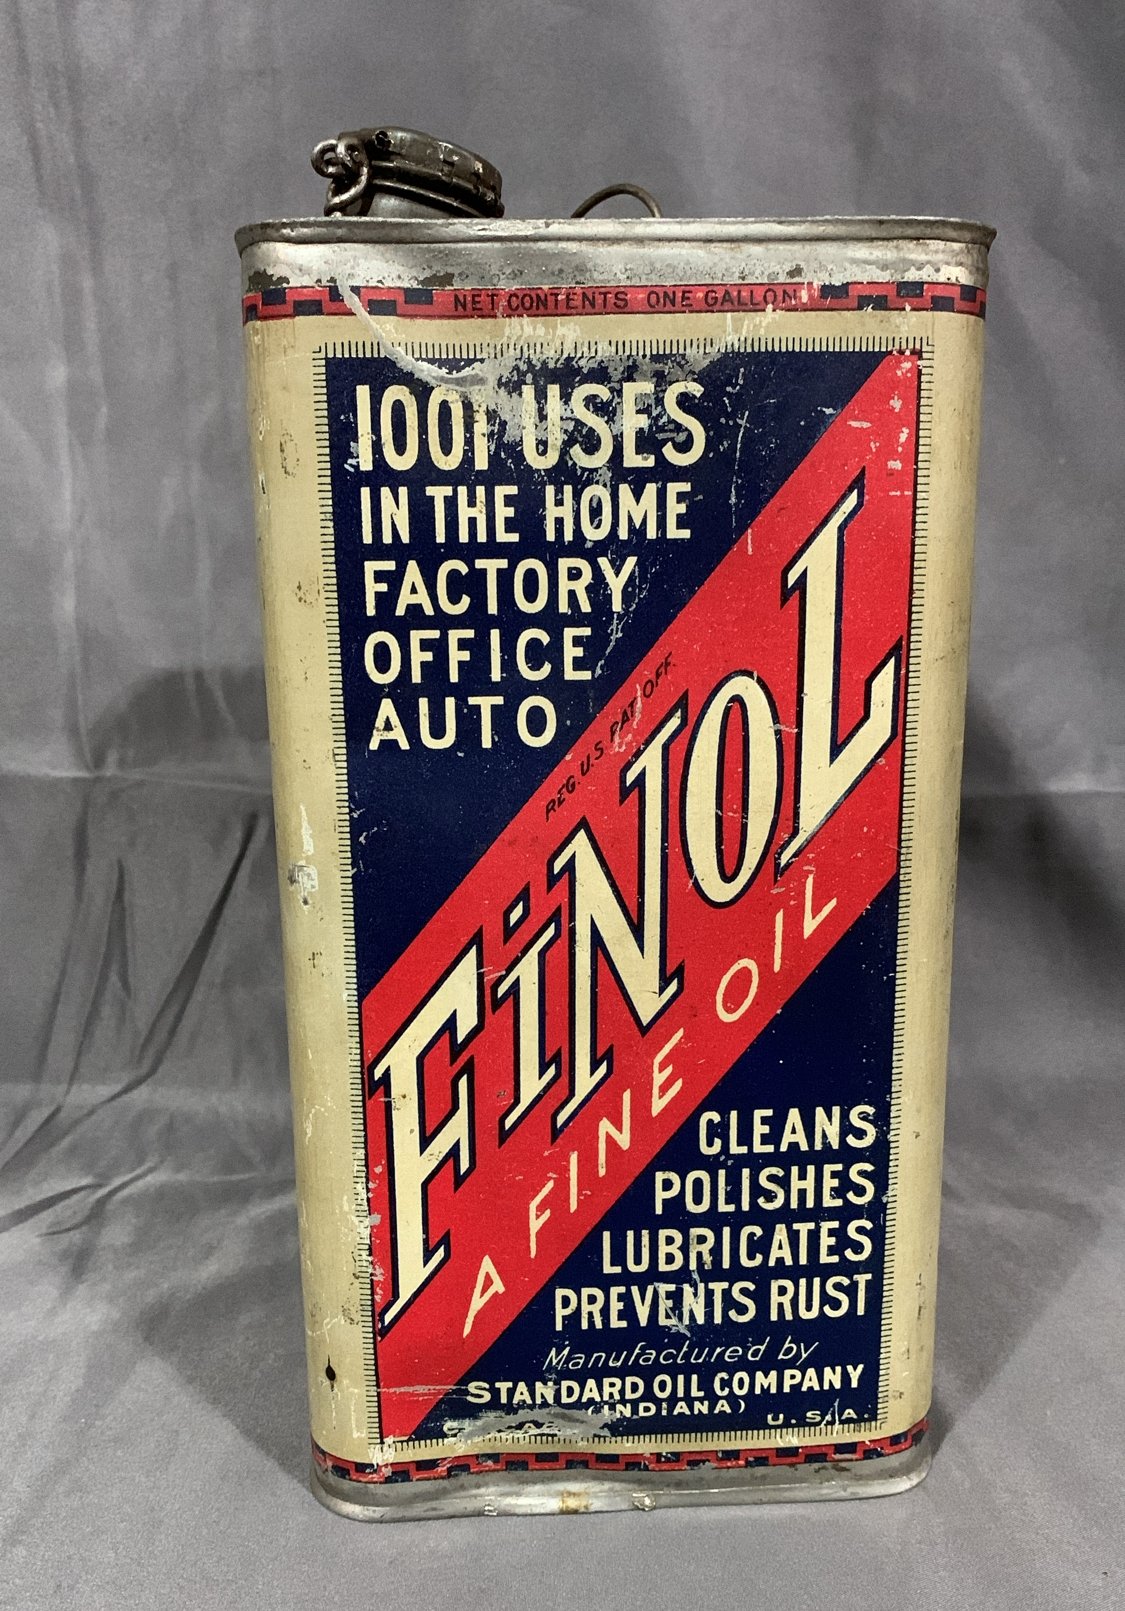 NET CONTENTS ONE GALLON
1001 USES
IN THE HOME
FACTORY
OFFICE
AUTO
REG. U.S. PAT. OFF.
FiNOL
A FINE OIL
CLEANS
POLISHES
LUBRICATES
PREVENTS RUST
Manufactured by
STANDARD OIL COMPANY
(INDIANA)
U.S.A.